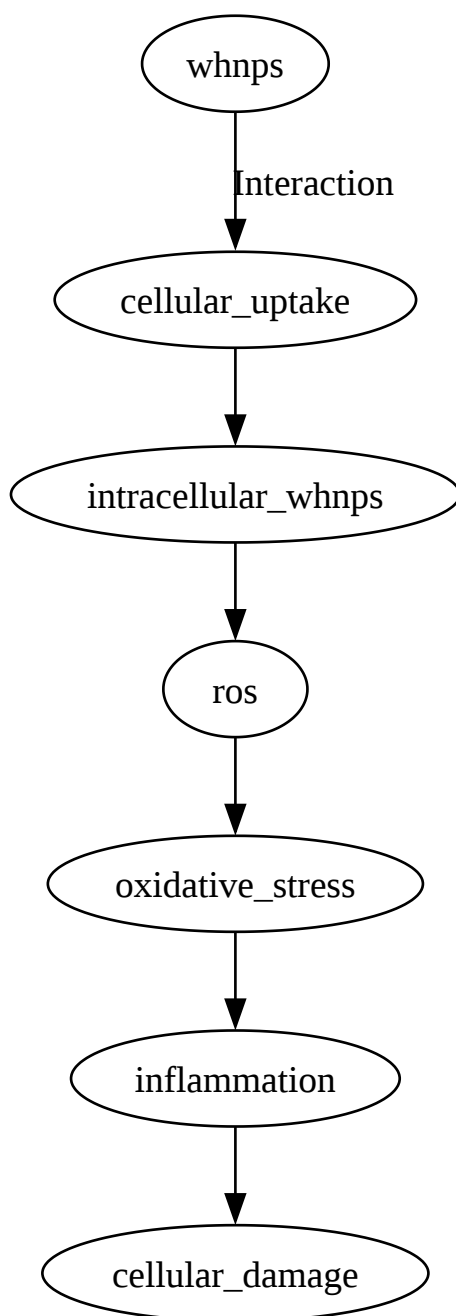 whnps
Interaction
cellular_uptake
intracellular_whnps
ros
oxidative_stress
inflammation
cellular_damage